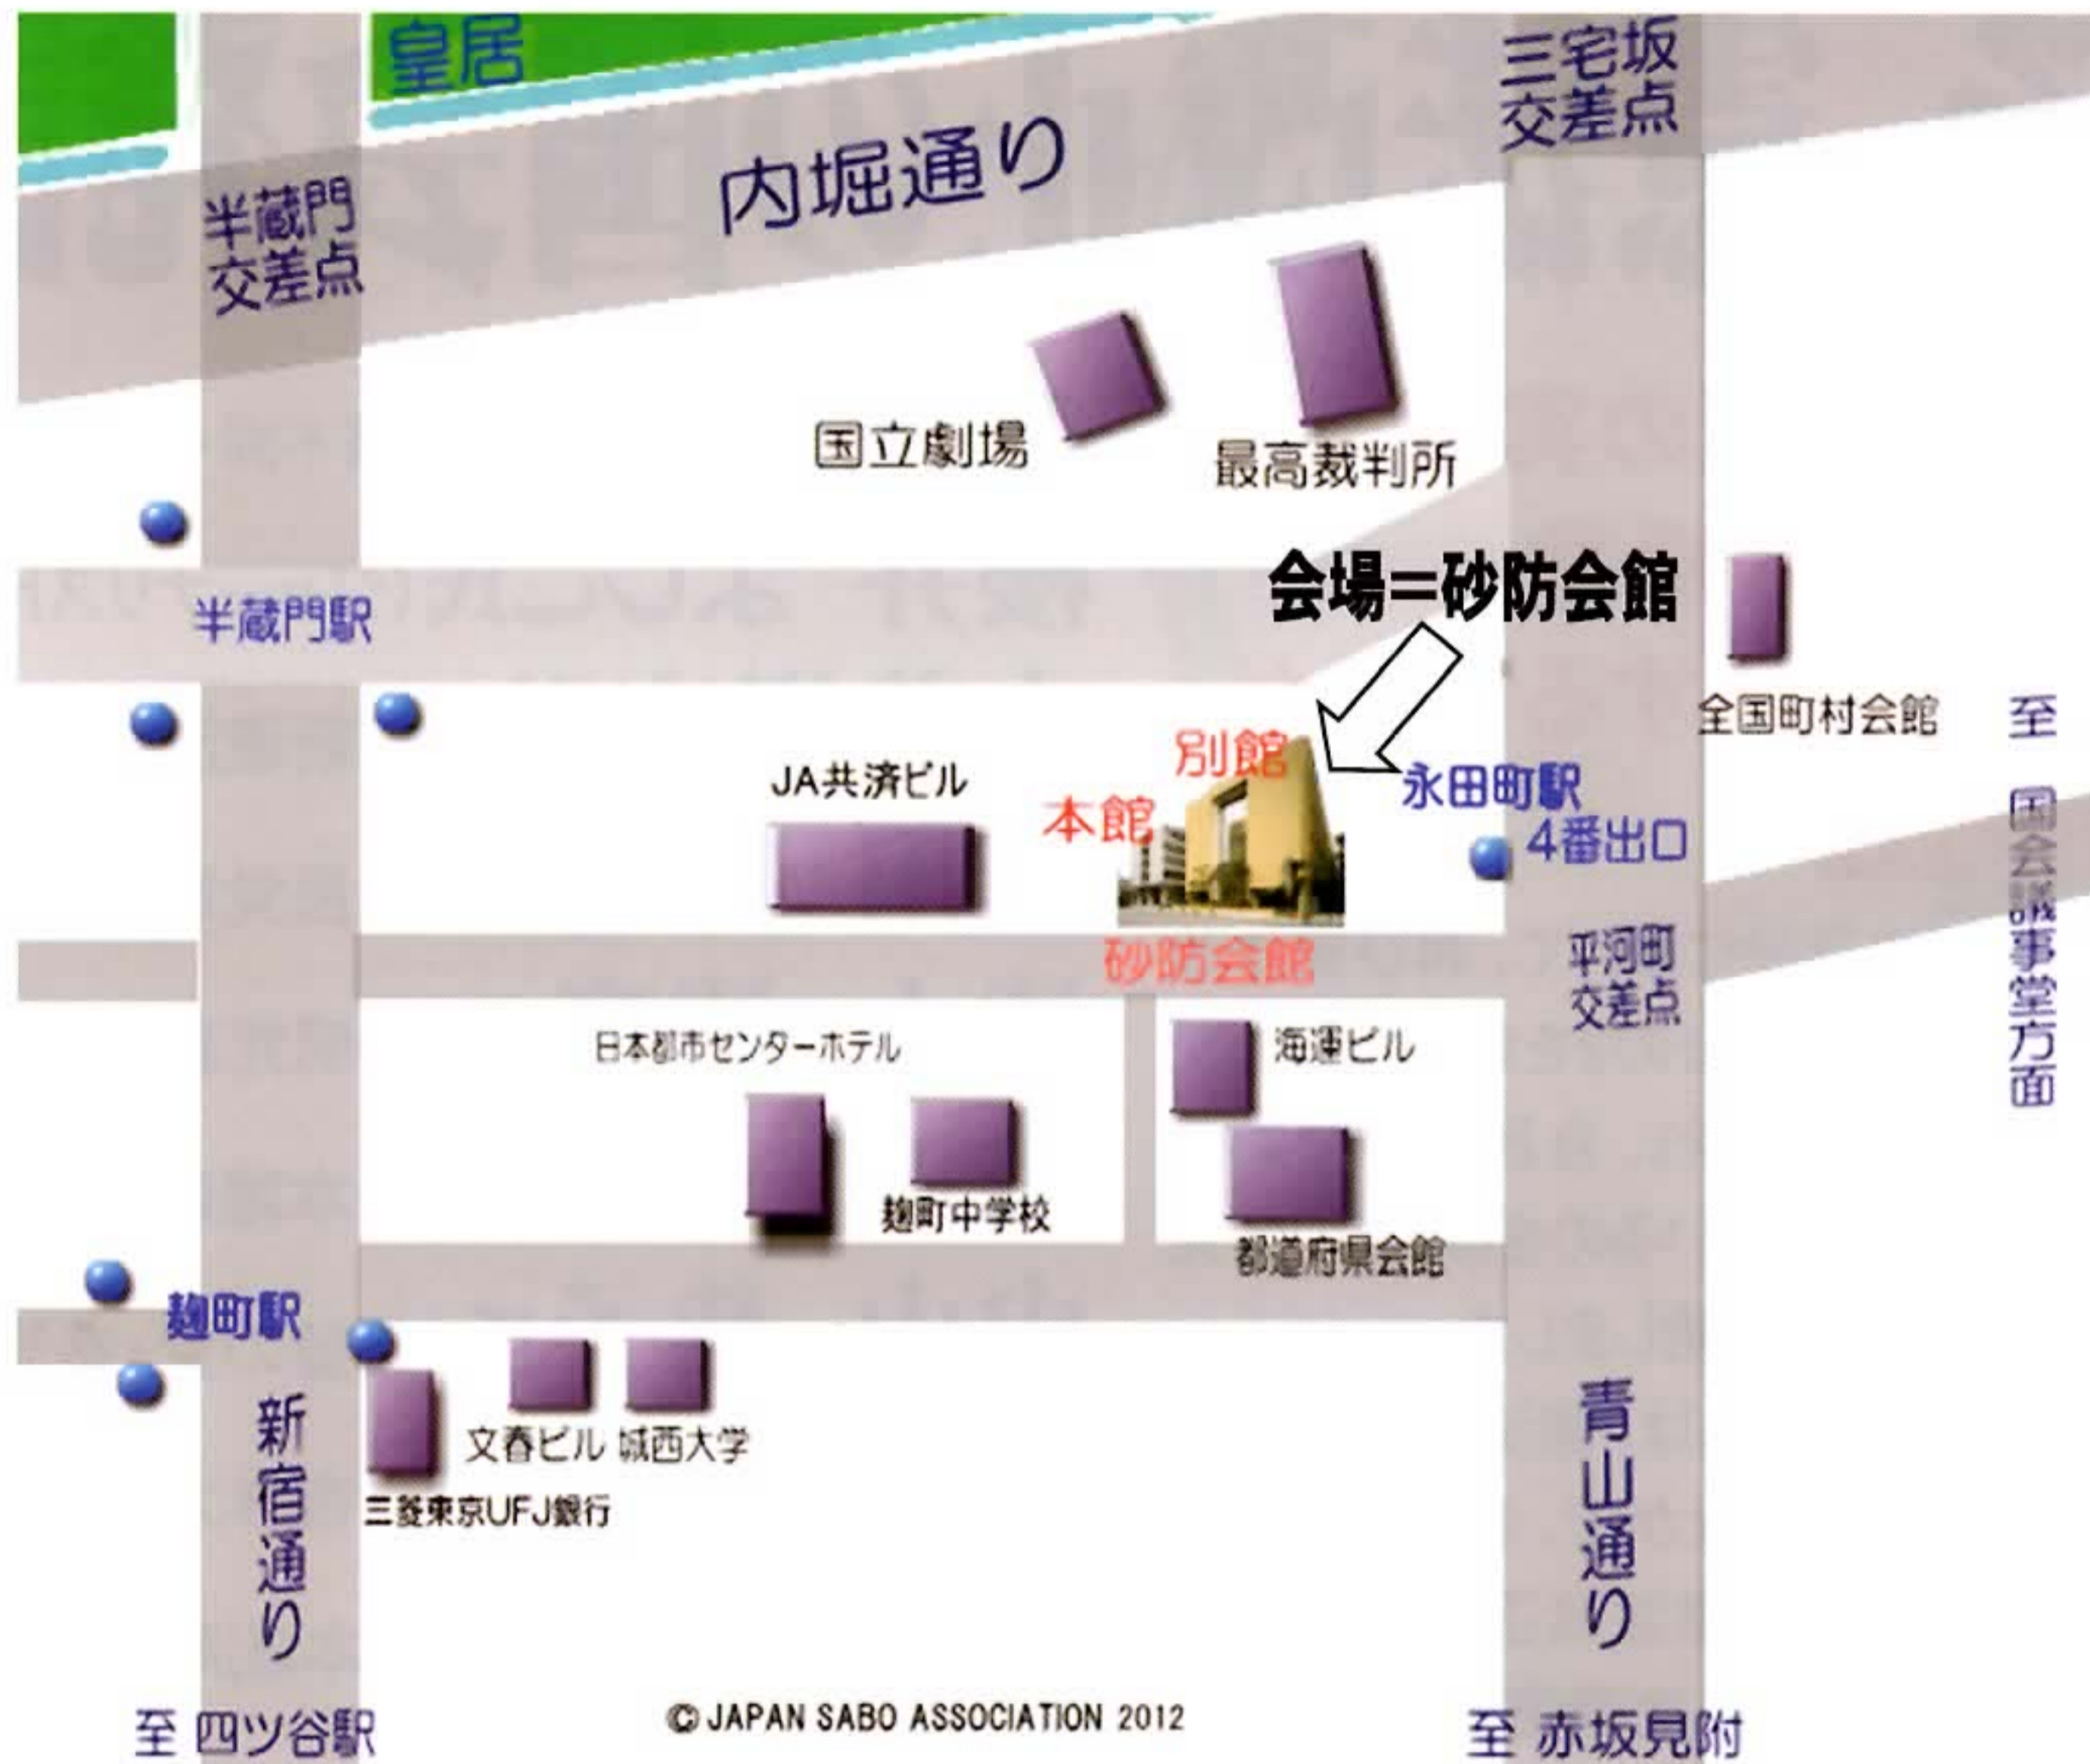 皇居
三宅坂
交差点
内堀通り
半蔵門
交差点
国立劇場
最高裁判所
会場=砂防会館
半蔵門駅
全国町村会館
至 国会議事堂方面
別館
JA共済ビル
本館
永田町駅
4番出口
砂防会館
平河町
交差点
日本都市センターホテル
海運ビル
麹町中学校
都道府県会館
麹町駅
新宿通り
文春ビル
城西大学
青山通り
三菱東京UFJ銀行
至 四ツ谷駅
© JAPAN SABO ASSOCIATION 2012
至 赤坂見附